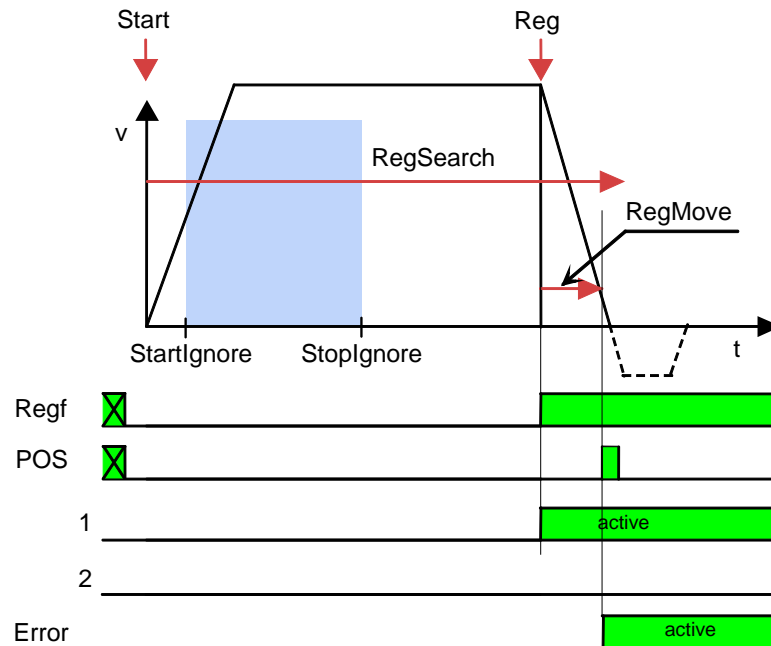 Start
Reg
v
RegSearch
RegMove
StartIgnore
StopIgnore
t
Regf
POS
1
active
2
Error
active